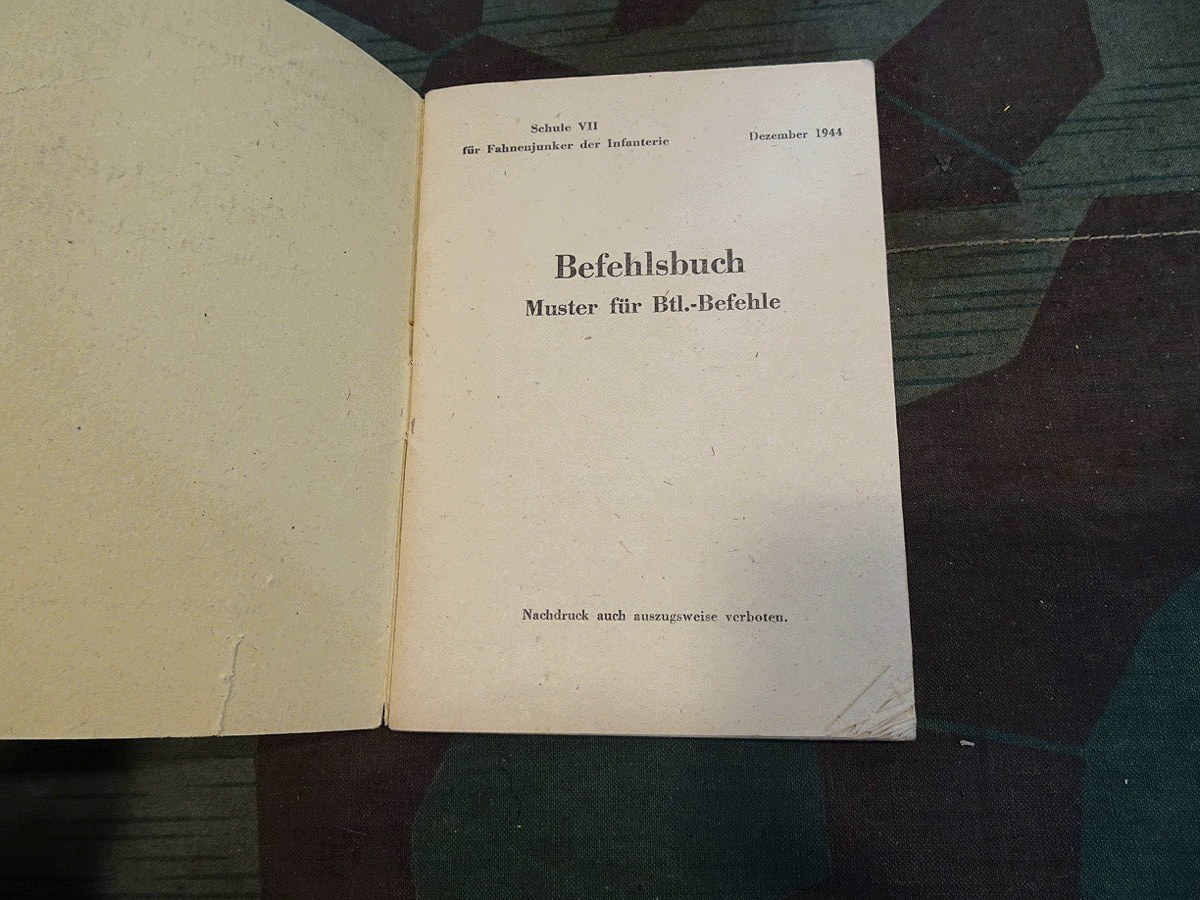 Schule VII
für Fahnenjunker der Infanterie
Dezember 1944
Befehlsbuch
Muster für Btl.-Befehle
Nachdruck auch auszugsweise verboten.